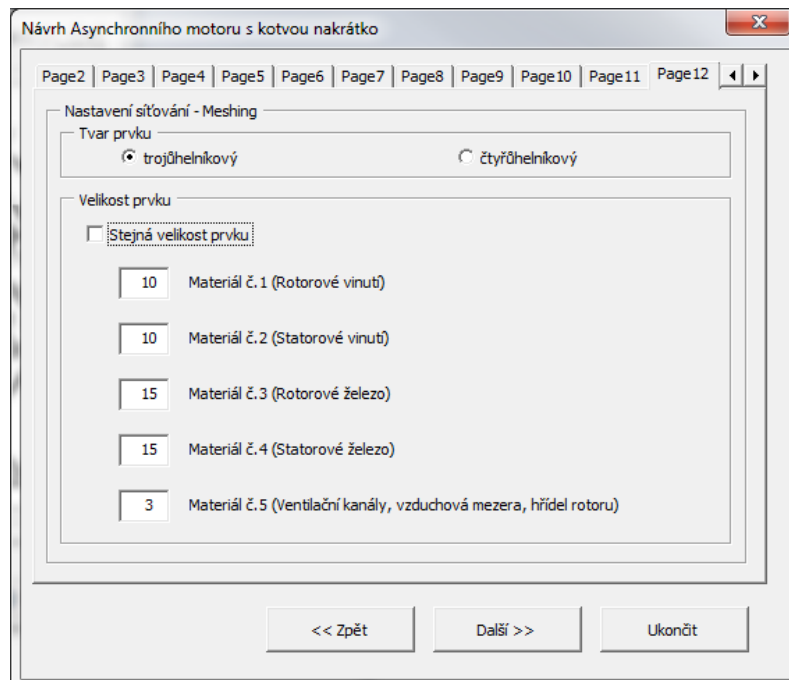 Návrh Asynchronního motoru s kotvou nakrátko
X
Page2 Page3 Page4 Page5 Page6 Page7 Page8 Page9 Page10 Page11 Page12
Nastavení síťování - Meshing
Tvar prvku
trojůhelníkový čtyřůhelníkový
Velikost prvku
Stejná velikost prvku
10 Materiál č.1 (Rotorové vinutí)
10 Materiál č.2 (Statorové vinutí)
15 Materiál č.3 (Rotorové železo)
15 Materiál č.4 (Statorové železo)
3 Materiál č.5 (Ventilační kanály, vzduchová mezera, hřídel rotoru)
<< Zpět Další >> Ukončit